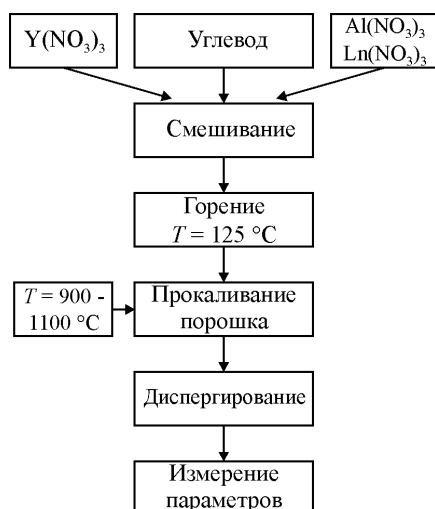 Y(NO₃)₃
Углевод
Al(NO₃)₃
Ln(NO₃)₃
Смешивание
Горение
T = 125 °C
T = 900 -
1100 °C
Прокаливание
порошка
Диспергирование
Измерение
параметров